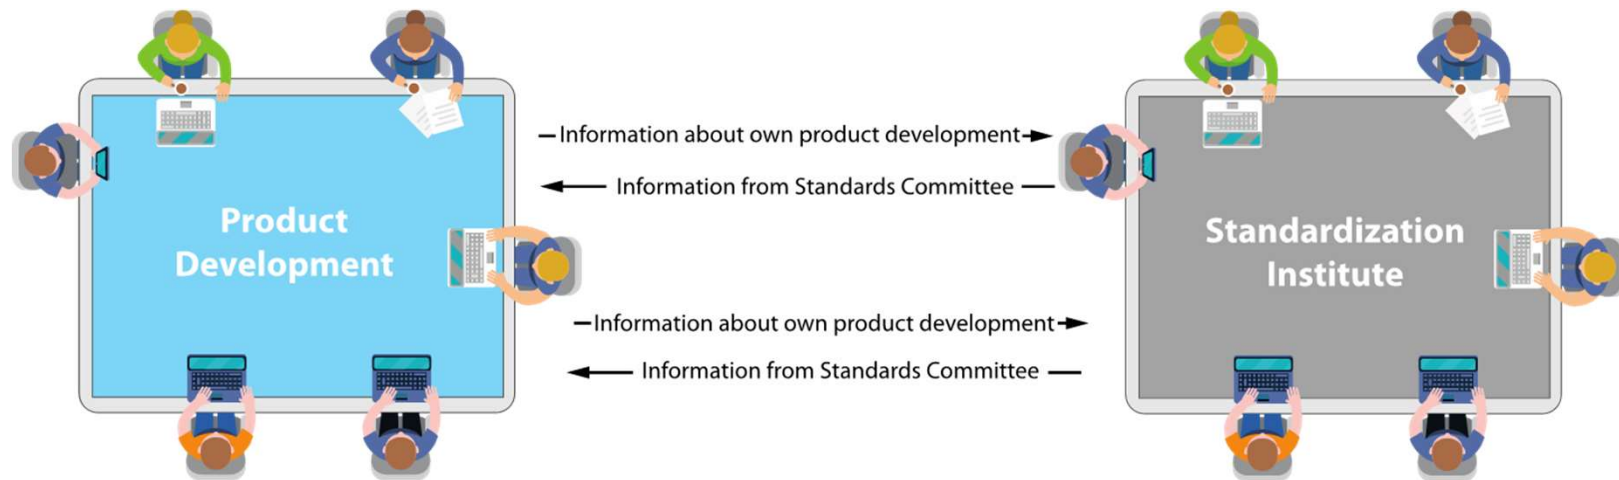 Information about own product development
Information from Standards Committee
Product
Development
Standardization
Institute
Information about own product development
Information from Standards Committee